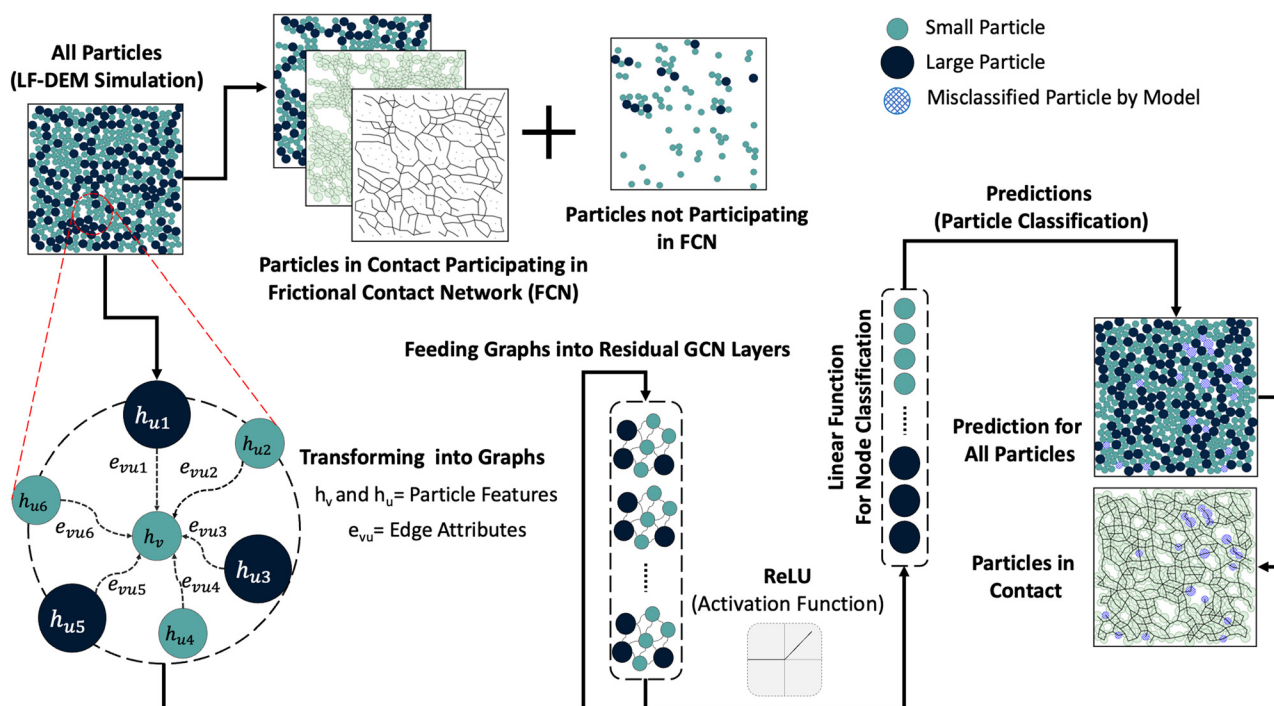 All Particles
(LF-DEM Simulation)
Small Particle
Large Particle
Misclassified Particle by Model
Particles in Contact Participating in
Frictional Contact Network (FCN)
Particles not Participating
in FCN
Predictions
(Particle Classification)
Feeding Graphs into Residual GCN Layers
Linear Function
For Node Classification
h_u1
h_u2
h_u3
h_u4
h_u5
h_u6
h_v
e_vu1
e_vu2
e_vu3
e_vu4
e_vu5
e_vu6
Transforming into Graphs
h_v and h_u= Particle Features
e_vu= Edge Attributes
ReLU
(Activation Function)
Prediction for
All Particles
Particles in
Contact